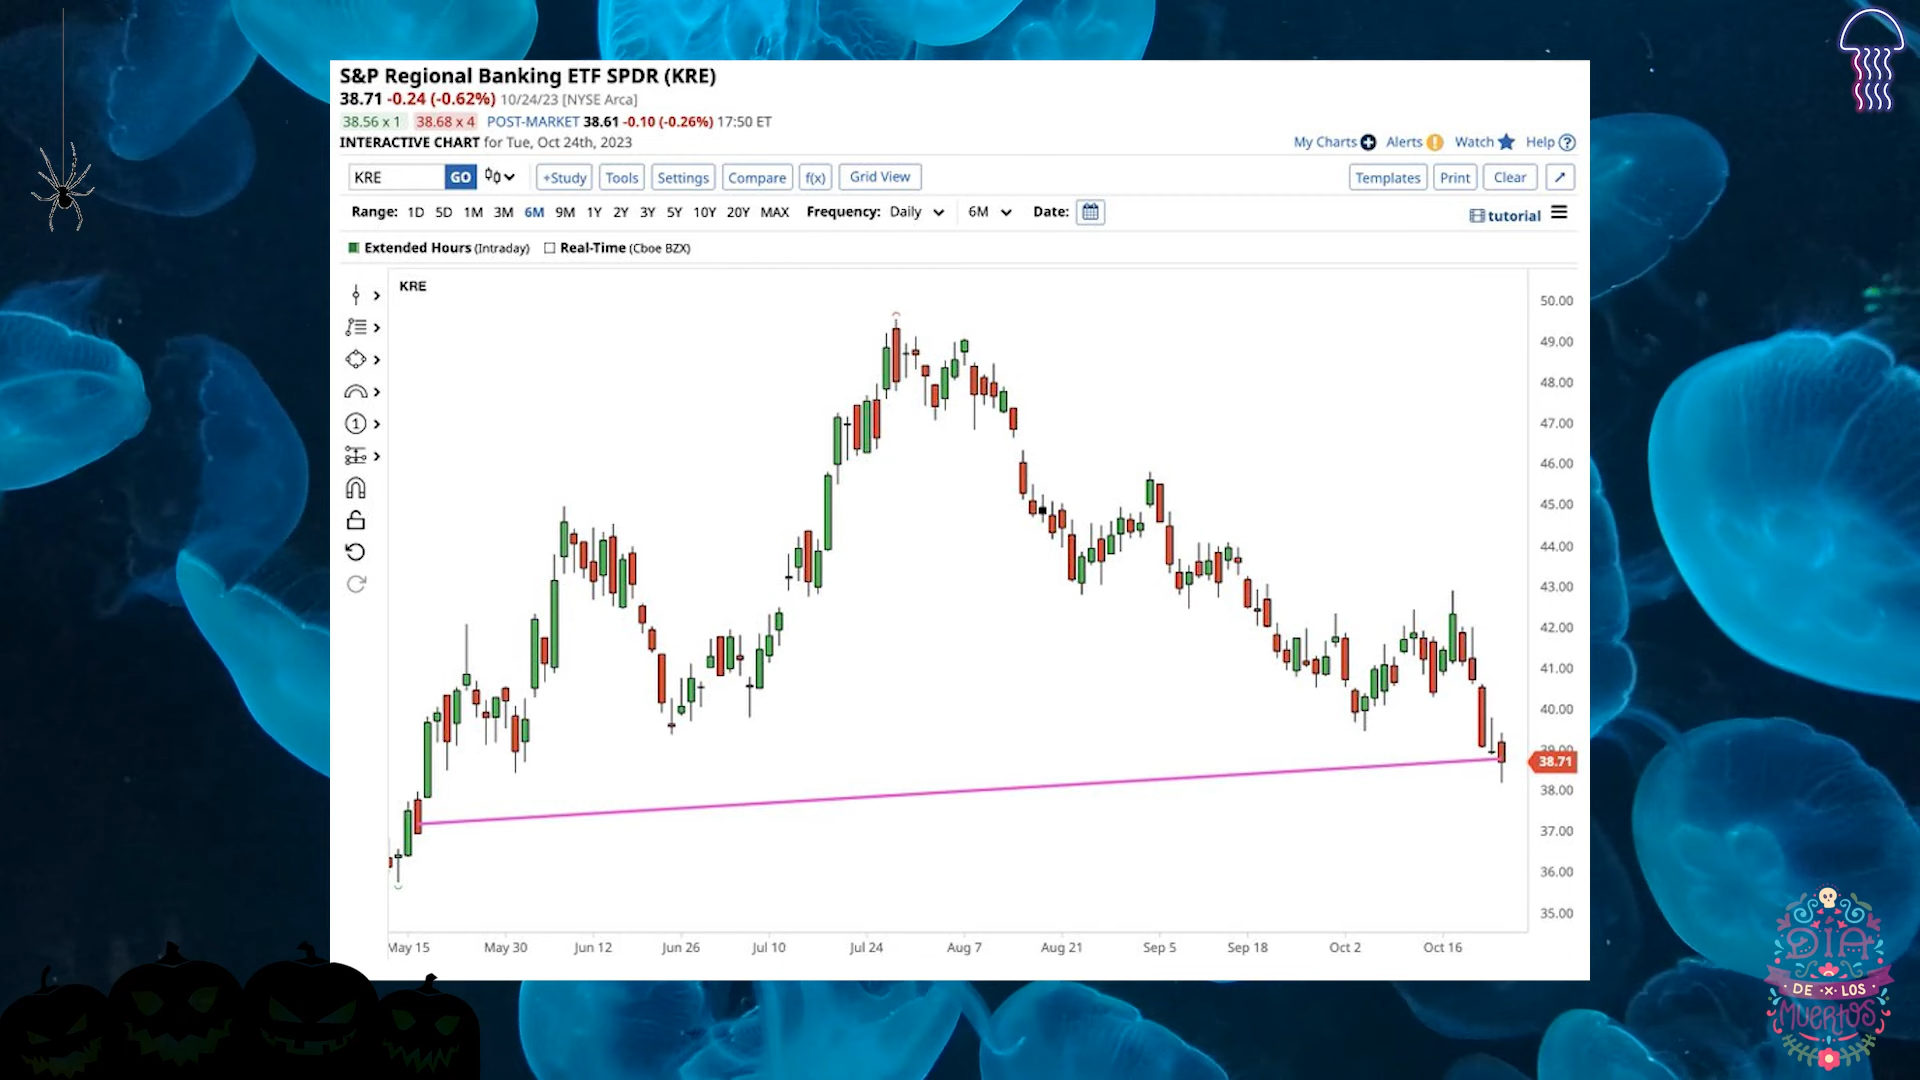 S&P Regional Banking ETF SPDR (KRE)
38.71 -0.24 (-0.62%) 10/24/23 [NYSE Arca]
38.56 x 1 38.68 x 4 POST-MARKET 38.61 -0.10 (-0.26%) 17:50 ET
INTERACTIVE CHART for Tue, Oct 24th, 2023
My Charts Alerts Watch Help
KRE GO +Study Tools Settings Compare f(x) Grid View Templates Print Clear
Range: 1D 5D 1M 3M 6M 9M 1Y 2Y 3Y 5Y 10Y 20Y MAX Frequency: Daily 6M Date:
tutorial
Extended Hours (Intraday) Real-Time (Cboe BZX)
KRE
50.00
49.00
48.00
47.00
46.00
45.00
44.00
43.00
42.00
41.00
40.00
39.00
38.71
38.00
37.00
36.00
35.00
May 15 May 30 Jun 12 Jun 26 Jul 10 Jul 24 Aug 7 Aug 21 Sep 5 Sep 18 Oct 2 Oct 16
DIA
DE LOS
MUERTOS